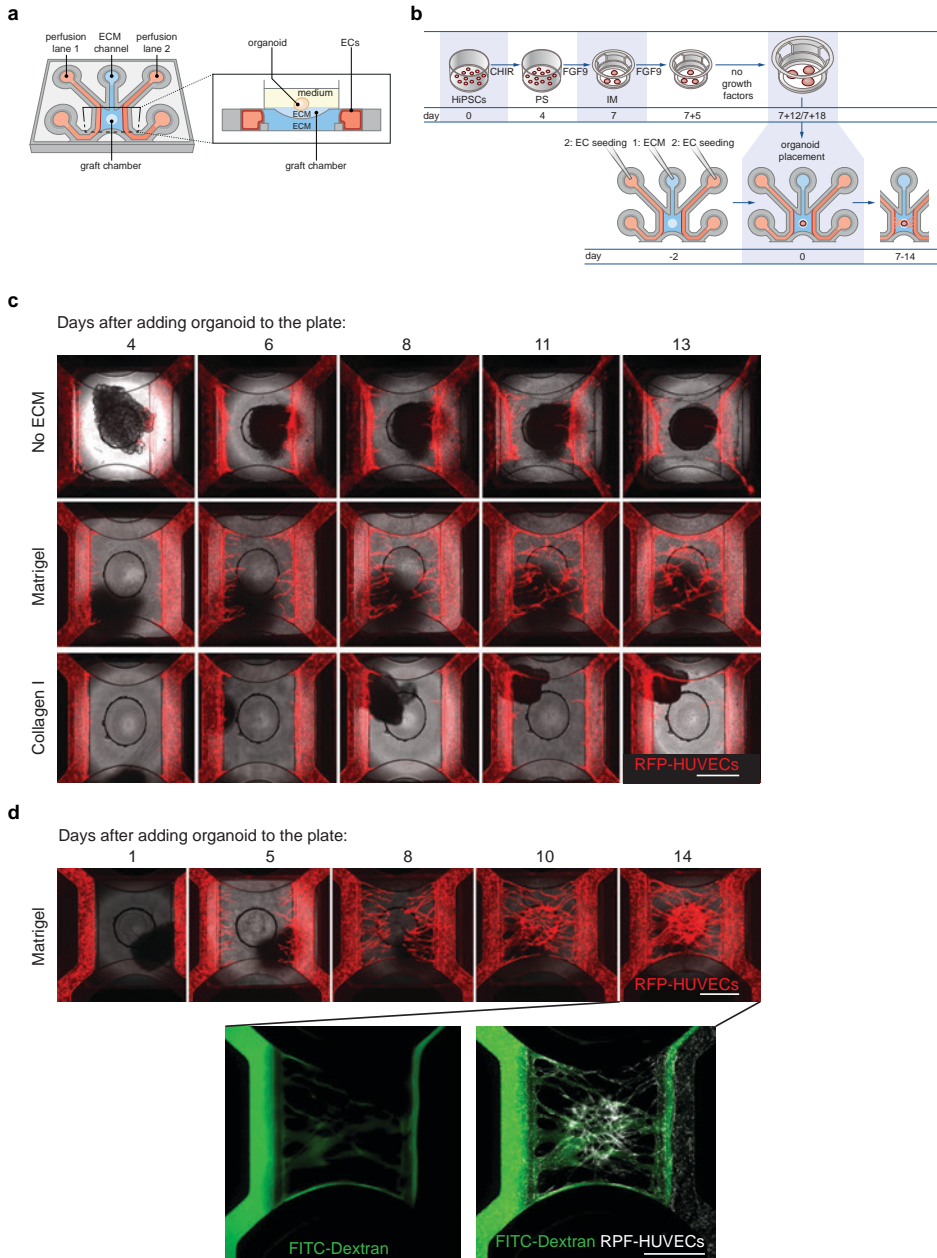 a
perfusion lane 1
ECM channel
perfusion lane 2
organoid
ECs
medium
ECM
ECM
graft chamber
graft chamber
b
CHIR
FGF9
FGF9
no growth factors
HiPSCs
PS
IM
day
0
4
7
7+5
7+12/7+18
2: EC seeding
1: ECM
2: EC seeding
organoid placement
day
-2
0
7-14
c
Days after adding organoid to the plate:
4
6
8
11
13
No ECM
Matrigel
Collagen I
RFP-HUVECs
d
Days after adding organoid to the plate:
1
5
8
10
14
Matrigel
RFP-HUVECs
FITC-Dextran
FITC-Dextran RPF-HUVECs